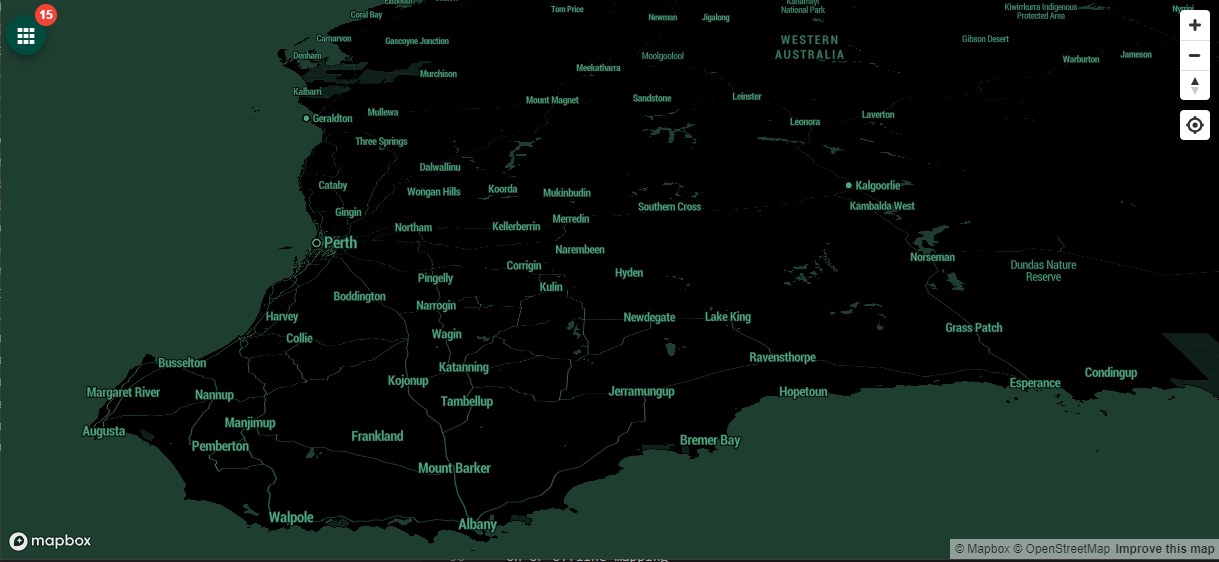 15
Coral Bay
Tom Price
Newman
Jigalong
National Park
Kiwirrkurra Indigenous
Protected Area
Carnarvon
Gascoyne Junction
WESTERN
AUSTRALIA
Gibson Desert
Denham
Moolgoolool
Warburton
Jameson
Meekatharra
Murchison
Kalbarri
Mount Magnet
Sandstone
Leinster
Geraldton
Mullewa
Leonora
Laverton
Three Springs
Dalwallinu
Cataby
Wongan Hills
Koorda
Mukinbudin
Kalgoorlie
Gingin
Southern Cross
Kambalda West
Northam
Kellerberrin
Merredin
Perth
Narembeen
Norseman
Corrigin
Hyden
Dundas Nature
Reserve
Pingelly
Kulin
Boddington
Narrogin
Harvey
Newdegate
Lake King
Grass Patch
Collie
Wagin
Busselton
Katanning
Ravensthorpe
Kojonup
Condingup
Esperance
Margaret River
Nannup
Jerramungup
Hopetoun
Tambellup
Manjimup
Augusta
Frankland
Pemberton
Bremer Bay
Mount Barker
Walpole
Albany
mapbox
© Mapbox © OpenStreetMap Improve this map